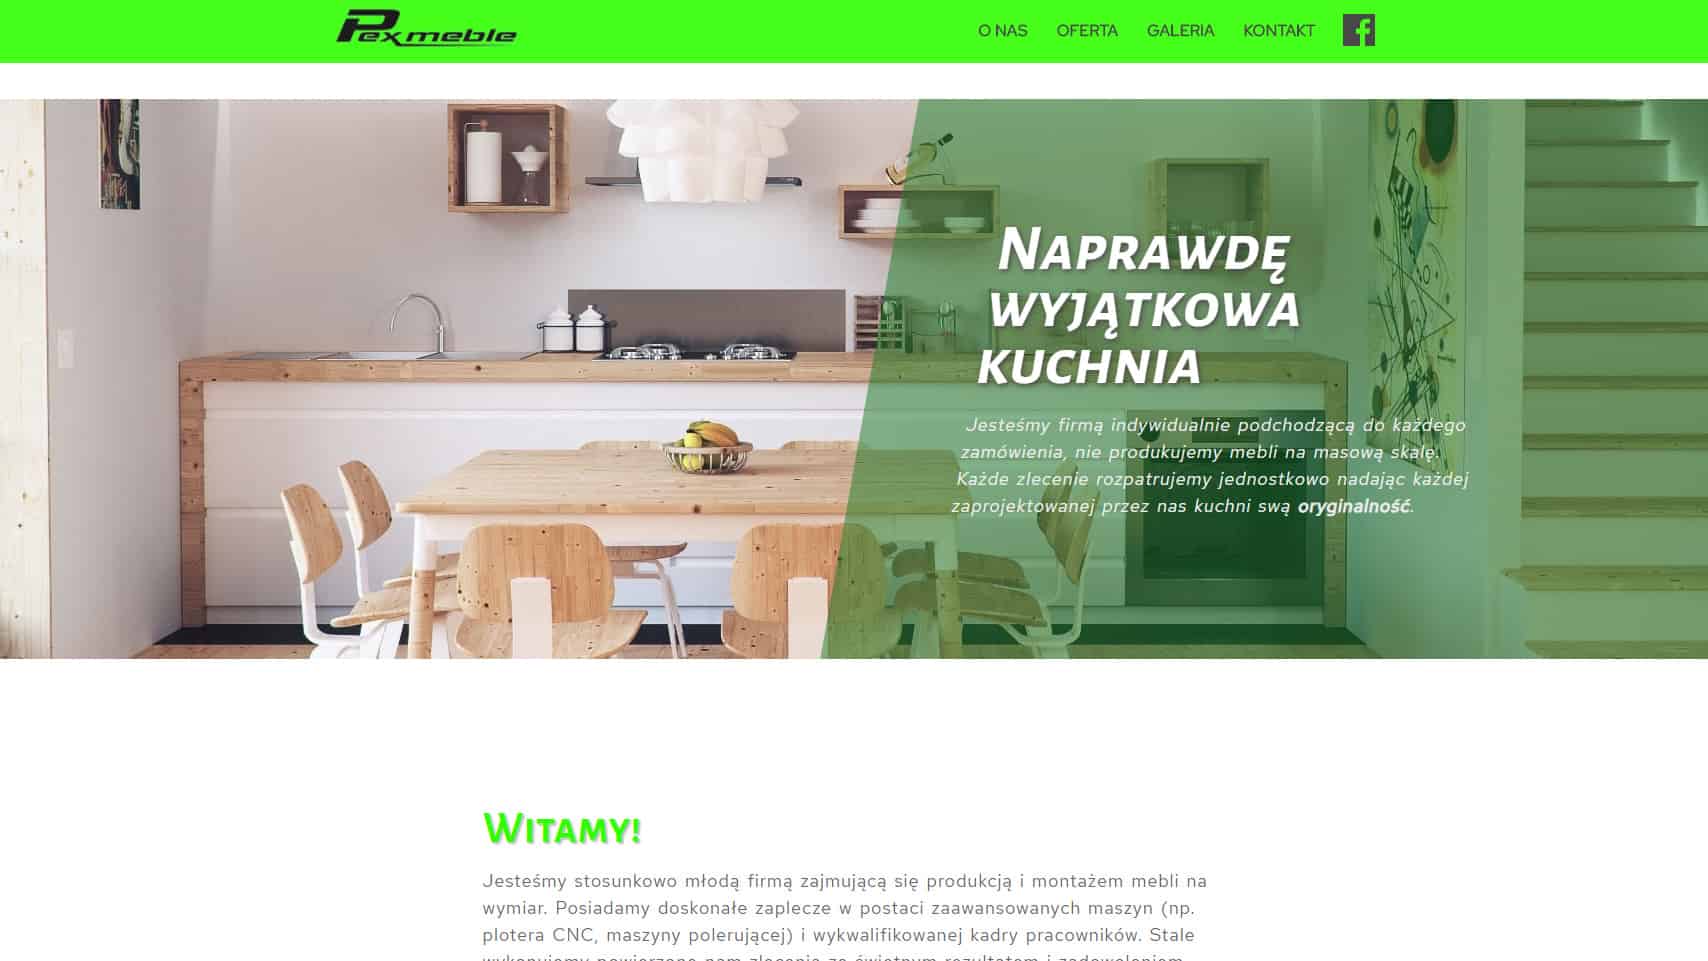 Pexmeble
O NAS OFERTA GALERIA KONTAKT
NAPRAWDĘ
WYJĄTKOWA
KUCHNIA
Jesteśmy firmą indywidualnie podchodzącą do każdego
zamówienia, nie produkujemy mebli na masową skalę.
Każde zlecenie rozpatrujemy jednostkowo nadając każdej
zaprojektowanej przez nas kuchni swą oryginalność.
WITAMY!
Jesteśmy stosunkowo młodą firmą zajmującą się produkcją i montażem mebli na
wymiar. Posiadamy doskonałe zaplecze w postaci zaawansowanych maszyn (np.
plotera CNC, maszyny polerującej) i wykwalifikowanej kadry pracowników. Stale